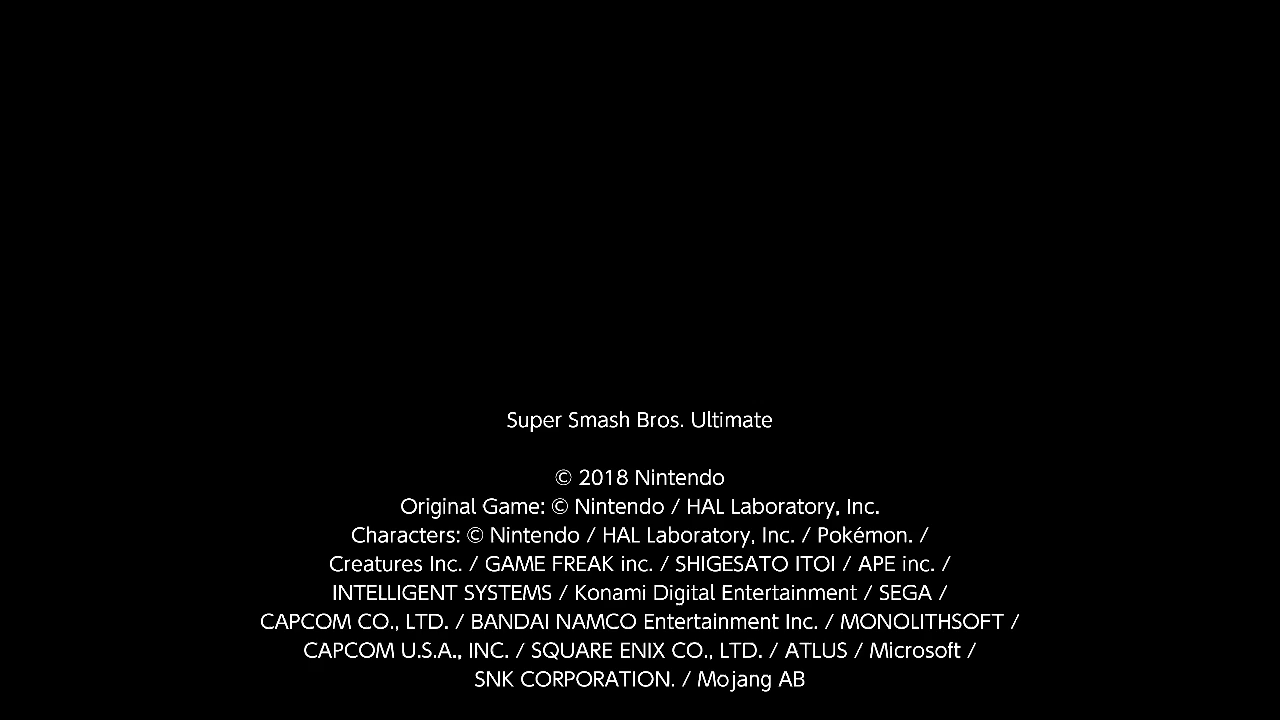 Super Smash Bros. Ultimate
© 2018 Nintendo
Original Game: © Nintendo / HAL Laboratory, Inc.
Characters: © Nintendo / HAL Laboratory, Inc. / Pokémon. /
Creatures Inc. / GAME FREAK inc. / SHIGESATO ITOI / APE inc. /
INTELLIGENT SYSTEMS / Konami Digital Entertainment / SEGA /
CAPCOM CO., LTD. / BANDAI NAMCO Entertainment Inc. / MONOLITHSOFT /
CAPCOM U.S.A., INC. / SQUARE ENIX CO., LTD. / ATLUS / Microsoft /
SNK CORPORATION. / Mojang AB